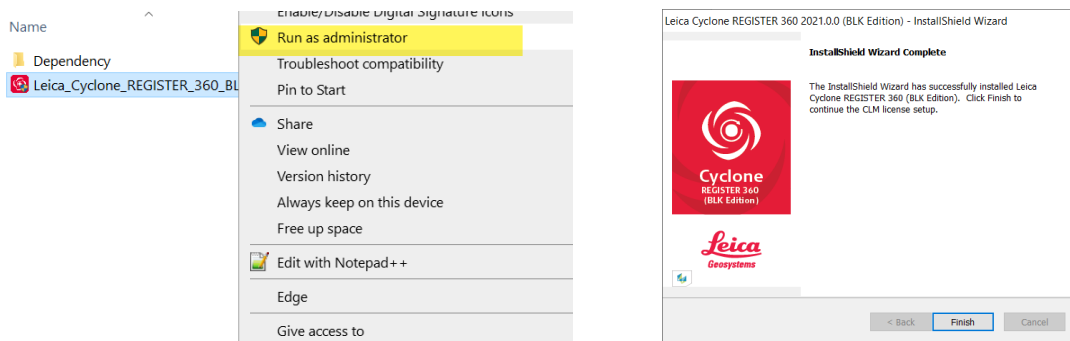 Name
Dependency
Leica_Cyclone_REGISTER_360_BL
Enable/Disable Digital Signature Icons
Run as administrator
Troubleshoot compatibility
Pin to Start
Share
View online
Version history
Always keep on this device
Free up space
Edit with Notepad++
Edge
Give access to
Leica Cyclone REGISTER 360 2021.0.0 (BLK Edition) - InstallShield Wizard
InstallShield Wizard Complete
The InstallShield Wizard has successfully installed Leica
Cyclone REGISTER 360 (BLK Edition). Click Finish to
continue the CLM license setup.
Cyclone
REGISTER 360
(BLK Edition)
Leica
Geosystems
< Back
Finish
Cancel